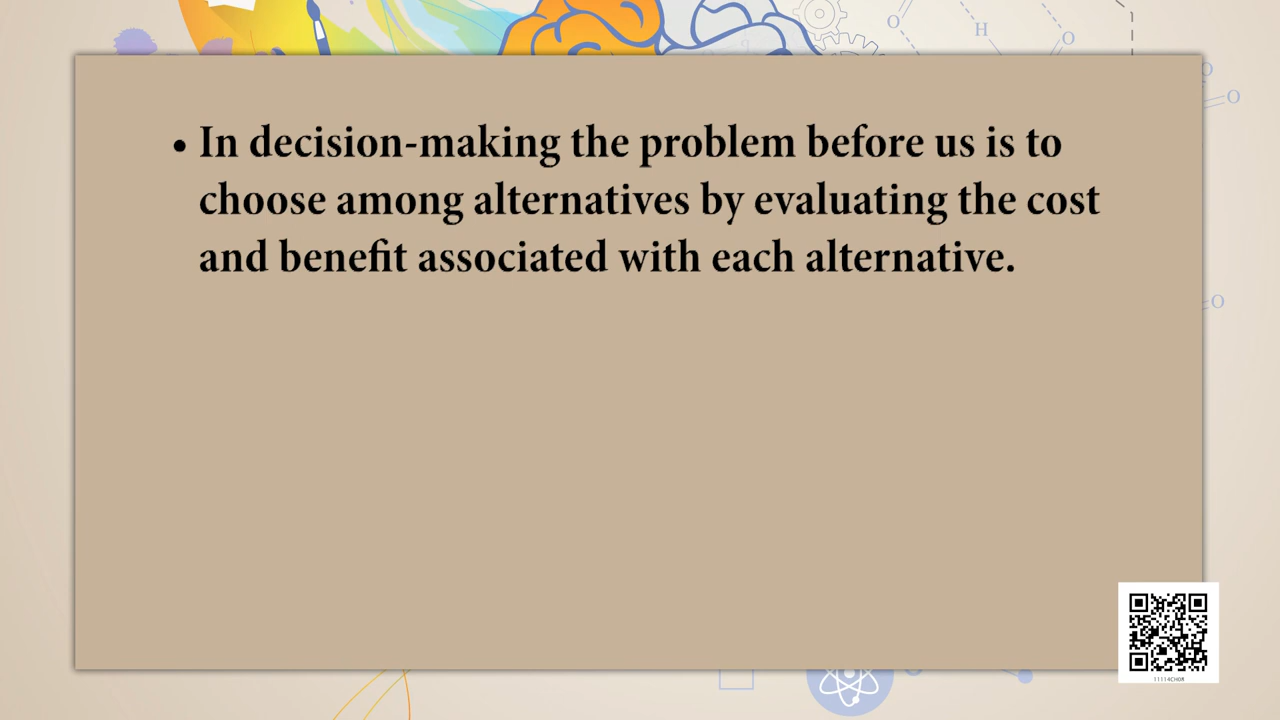 O
H
O
O
O
• In decision-making the problem before us is to
choose among alternatives by evaluating the cost
and benefit associated with each alternative.
O
11114CH08